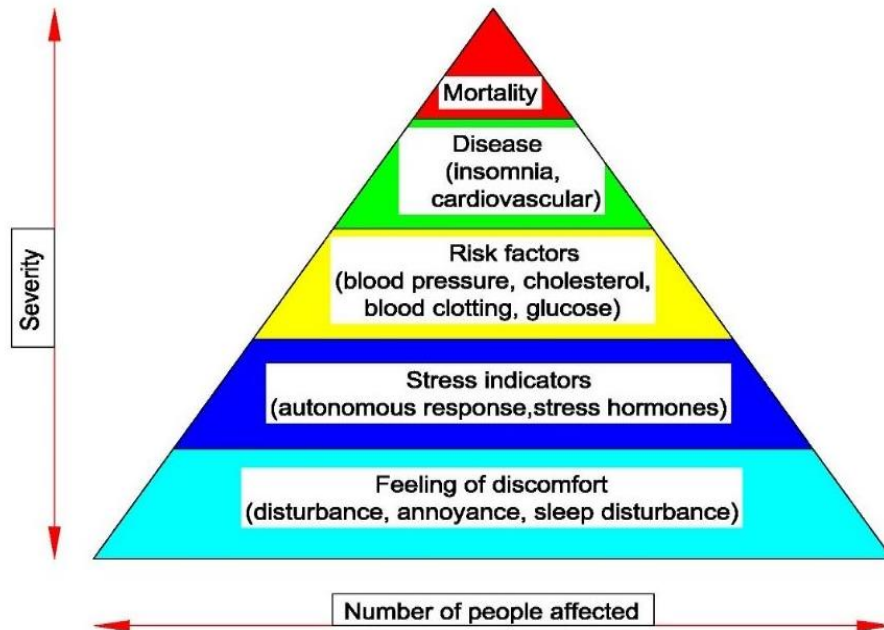 Mortality
Disease
(insomnia,
cardiovascular)
Risk factors
(blood pressure, cholesterol,
blood clotting, glucose)
Stress indicators
(autonomous response,stress hormones)
Feeling of discomfort
(disturbance, annoyance, sleep disturbance)
Severity
Number of people affected